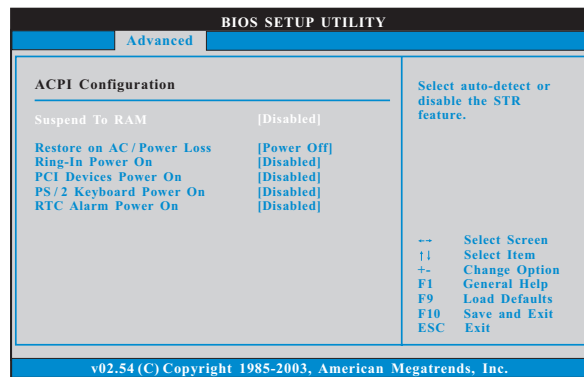 BIOS SETUP UTILITY
Advanced
ACPI Configuration
Suspend To RAM [Disabled]
Restore on AC / Power Loss [Power Off]
Ring-In Power On [Disabled]
PCI Devices Power On [Disabled]
PS / 2 Keyboard Power On [Disabled]
RTC Alarm Power On [Disabled]
Select auto-detect or
disable the STR
feature.
←→ Select Screen
↑↓ Select Item
+- Change Option
F1 General Help
F9 Load Defaults
F10 Save and Exit
ESC Exit
v02.54 (C) Copyright 1985-2003, American Megatrends, Inc.